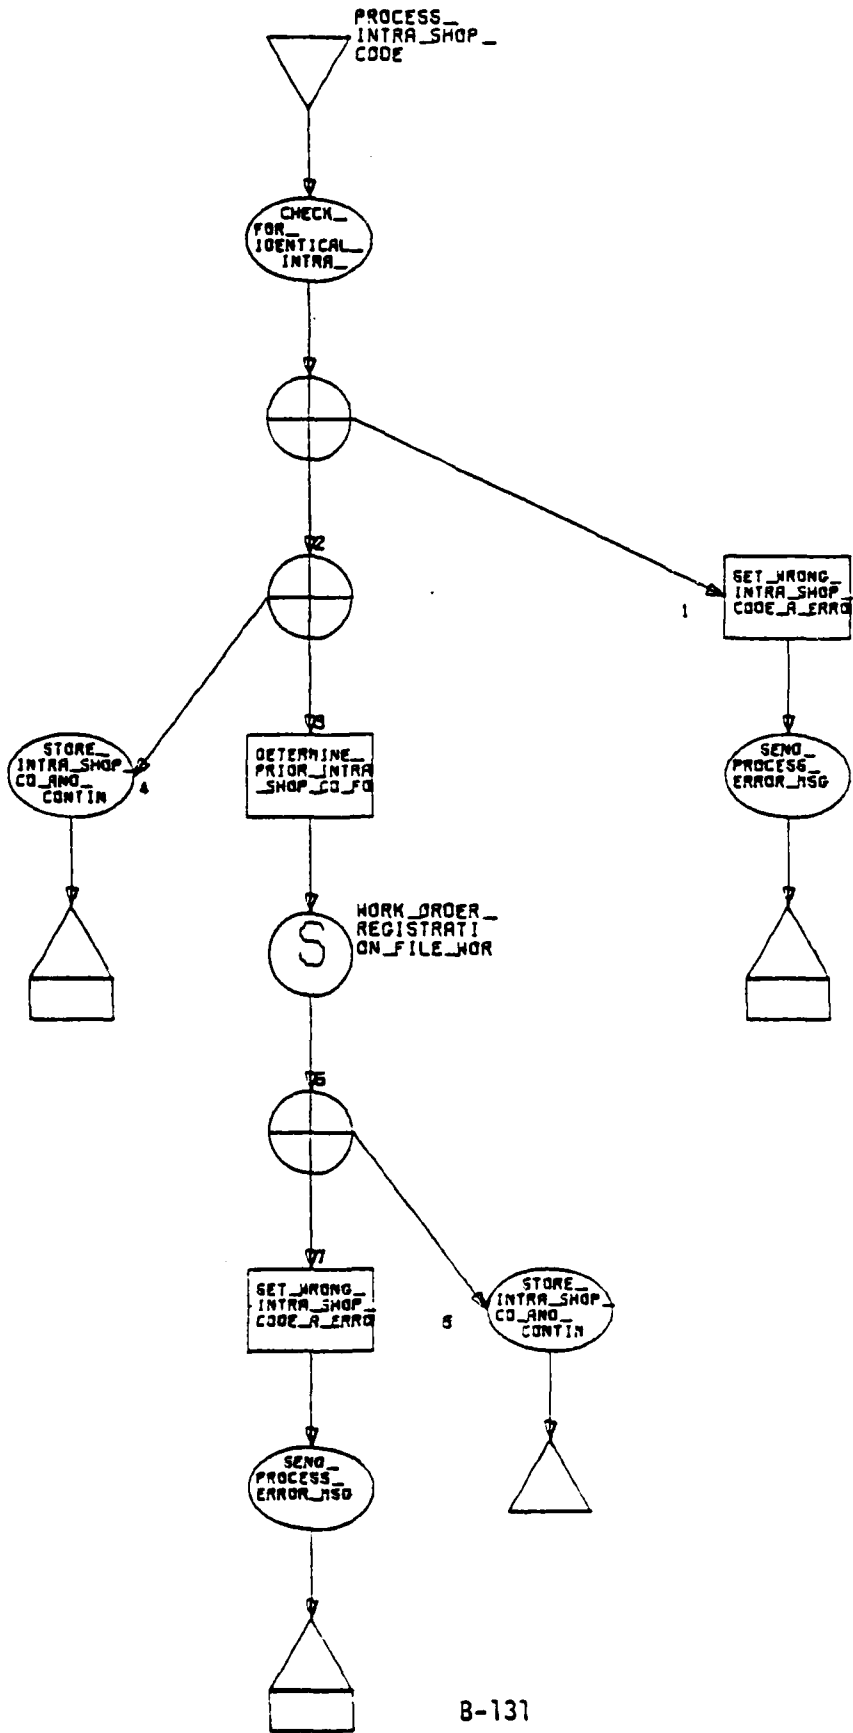 PROCESS_
INTRA_SHOP_
CODE
CHECK_
FOR_
IDENTICAL_
INTRA_
2
SET_WRONG_
INTRA_SHOP_
CODE_A_ERRO
1
3
STORE_
INTRA_SHOP_
CO_AND_
CONTIN
4
DETERMINE_
PRIOR_INTRA
_SHOP_CO_FO
SEND_
PROCESS_
ERROR_MSG
WORK_ORDER_
REGISTRATI
ON_FILE_WOR
S
7
SET_WRONG_
INTRA_SHOP_
CODE_A_ERRO
STORE_
INTRA_SHOP_
CO_AND_
CONTIN
SEND_
PROCESS_
ERROR_MSG
B-131